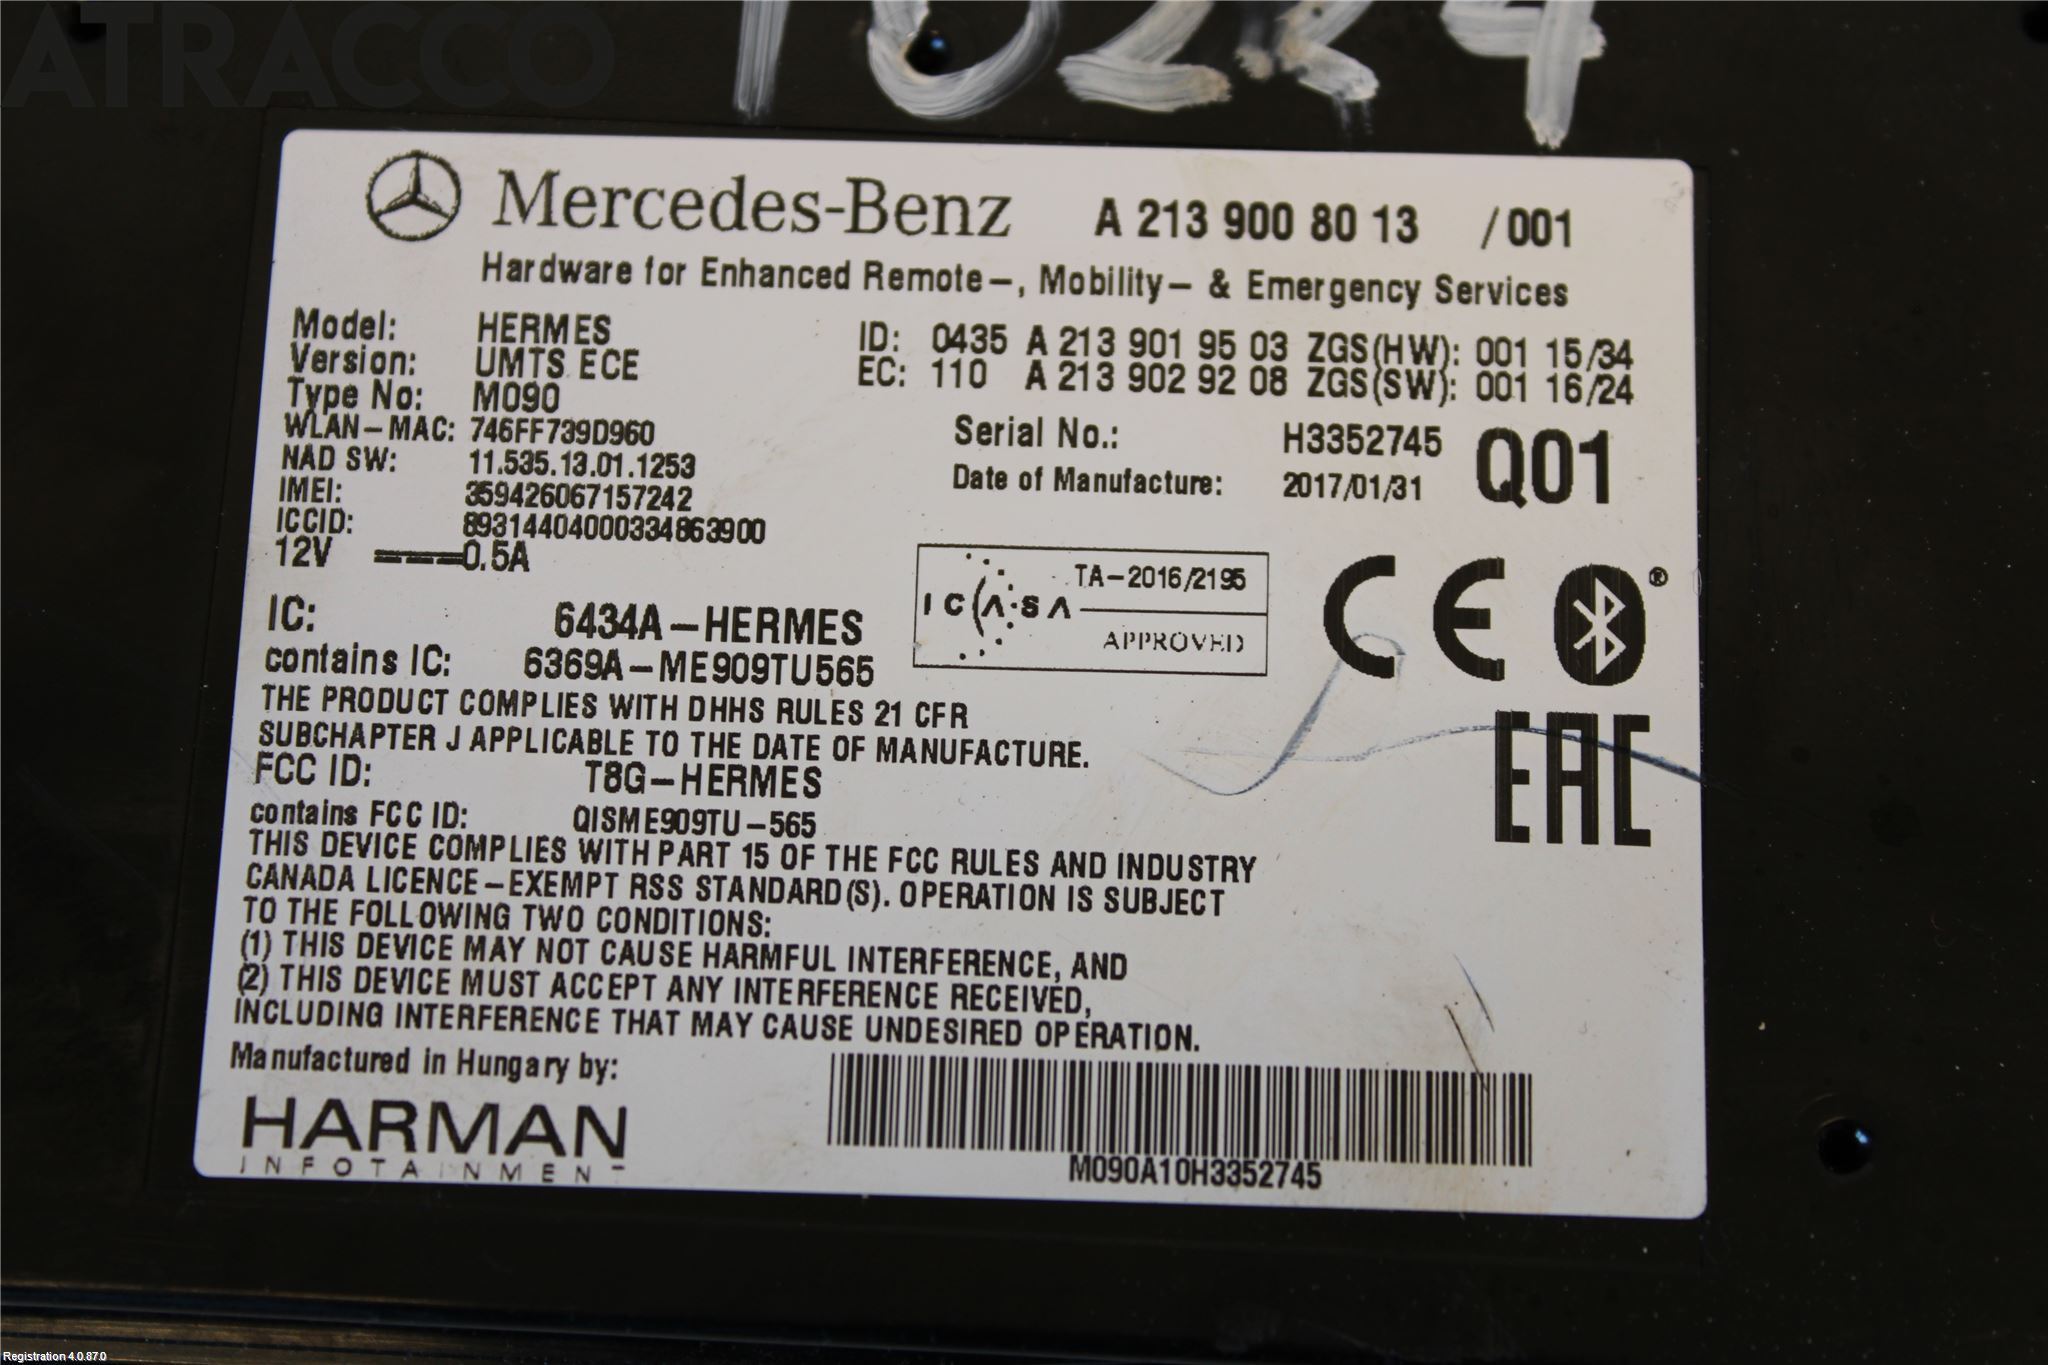 ATRACCO
Mercedes-Benz A 213 900 80 13 /001
Hardware for Enhanced Remote-, Mobility- & Emergency Services
Model: HERMES ID: 0435 A 213 901 95 03 ZGS(HW): 001 15/34
Version: UMTS ECE EC: 110 A 213 902 92 08 ZGS(SW): 001 16/24
Type No: M090
WLAN-MAC: 746FF739D960 Serial No.: H3352745 Q01
NAD SW: 11.535.13.01.1253 Date of Manufacture: 2017/01/31
IMEI: 359426067157242
ICCID: 89314404000334863900
12V 0.5A
TA-2016/2195
ICASA
APPROVED
CE ®
IC: 6434A-HERMES
contains IC: 6369A-ME909TU565
THE PRODUCT COMPLIES WITH DHHS RULES 21 CFR
SUBCHAPTER J APPLICABLE TO THE DATE OF MANUFACTURE.
EAC
FCC ID: T8G-HERMES
contains FCC ID: QISME909TU-565
THIS DEVICE COMPLIES WITH PART 15 OF THE FCC RULES AND INDUSTRY
CANADA LICENCE-EXEMPT RSS STANDARD(S). OPERATION IS SUBJECT
TO THE FOLLOWING TWO CONDITIONS:
(1) THIS DEVICE MAY NOT CAUSE HARMFUL INTERFERENCE, AND
(2) THIS DEVICE MUST ACCEPT ANY INTERFERENCE RECEIVED,
INCLUDING INTERFERENCE THAT MAY CAUSE UNDESIRED OPERATION.
Manufactured in Hungary by:
HARMAN
INFOTAINMENT
M090A10H3352745
Registration 4.0.87.0